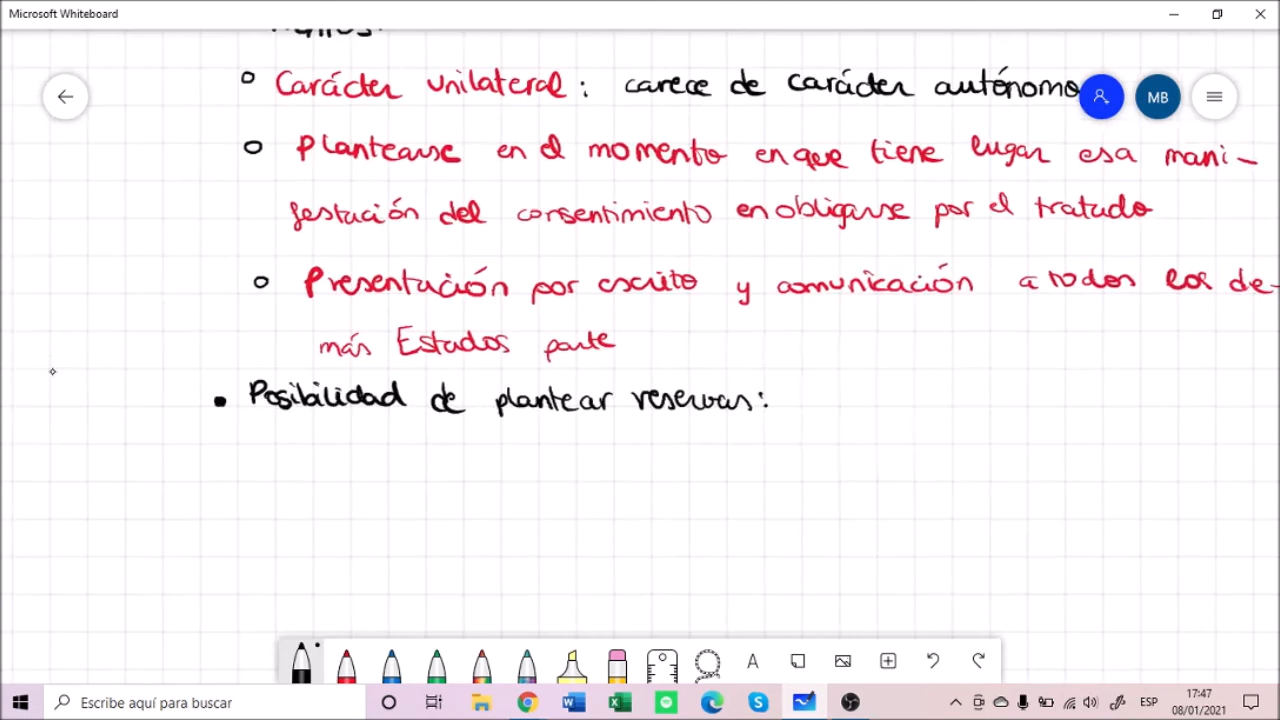 Microsoft Whiteboard
Carácter unilateral: carece de carácter autónomo
MB
Plantearse en el momento en que tiene lugar esa mani-
festación del consentimiento en obligarse por el tratado
Presentación por escrito y comunicación a todos los de-
más Estados parte
Posibilidad de plantear reservas:
Escribe aquí para buscar
ESP
17:47
08/01/2021